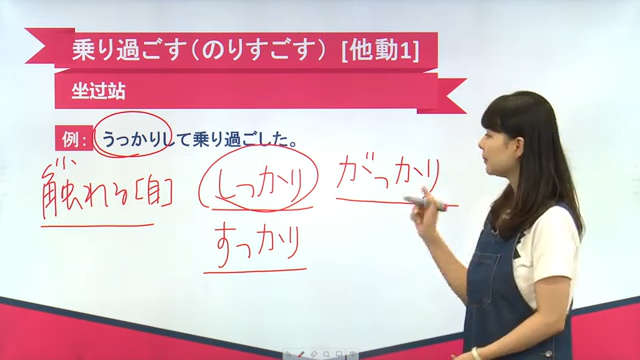 乗り過ごす（のりすごす）[他動1]
坐过站
例： うっかりして乗り過ごした。
触れる[自] しっかり がっかり
すっかり